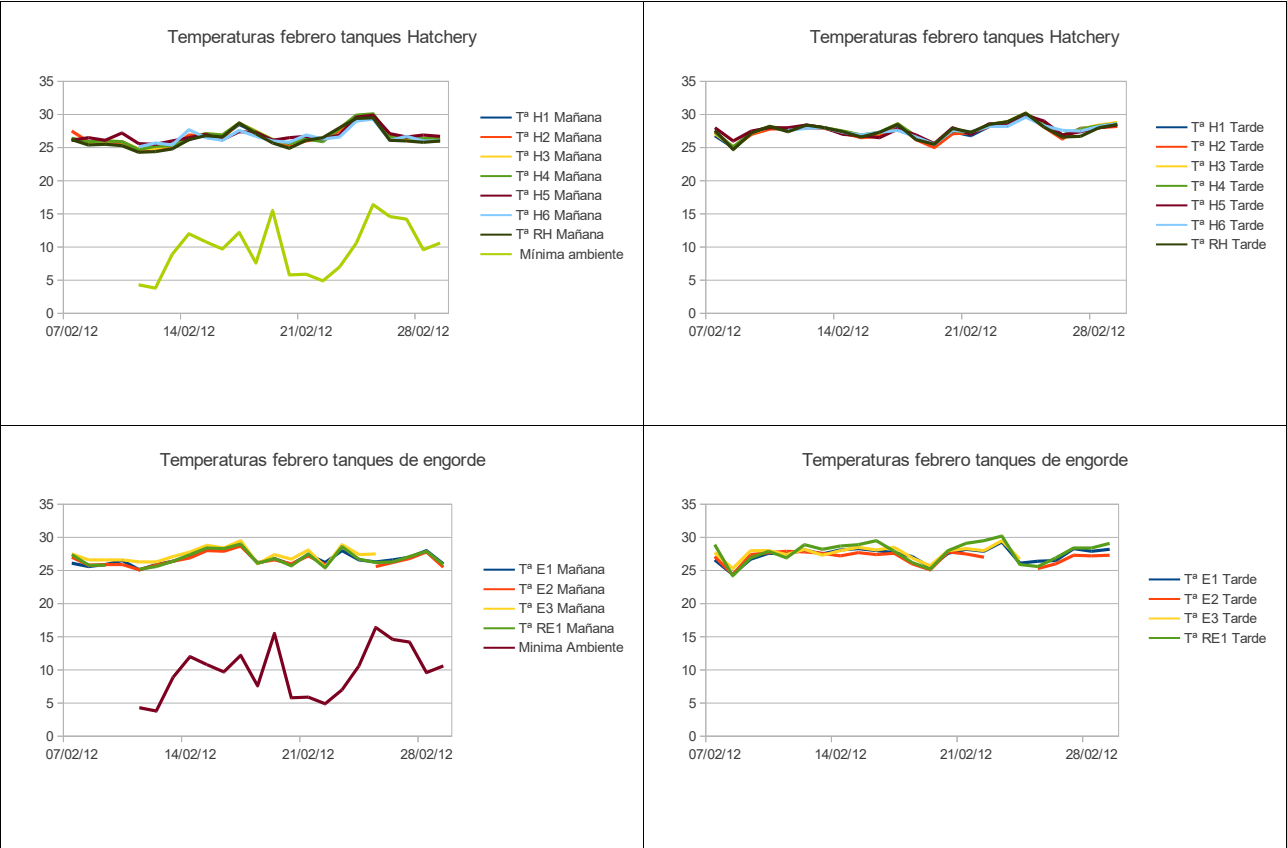 Temperaturas febrero tanques Hatchery
35
30
25
20
15
10
5
0
07/02/12 14/02/12 21/02/12 28/02/12
Tª H1 Mañana
Tª H2 Mañana
Tª H3 Mañana
Tª H4 Mañana
Tª H5 Mañana
Tª H6 Mañana
Tª RH Mañana
Mínima ambiente
Temperaturas febrero tanques Hatchery
35
30
25
20
15
10
5
0
07/02/12 14/02/12 21/02/12 28/02/12
Tª H1 Tarde
Tª H2 Tarde
Tª H3 Tarde
Tª H4 Tarde
Tª H5 Tarde
Tª H6 Tarde
Tª RH Tarde
Temperaturas febrero tanques de engorde
35
30
25
20
15
10
5
0
07/02/12 14/02/12 21/02/12 28/02/12
Tª E1 Mañana
Tª E2 Mañana
Tª E3 Mañana
Tª RE1 Mañana
Minima Ambiente
Temperaturas febrero tanques de engorde
35
30
25
20
15
10
5
0
07/02/12 14/02/12 21/02/12 28/02/12
Tª E1 Tarde
Tª E2 Tarde
Tª E3 Tarde
Tª RE1 Tarde